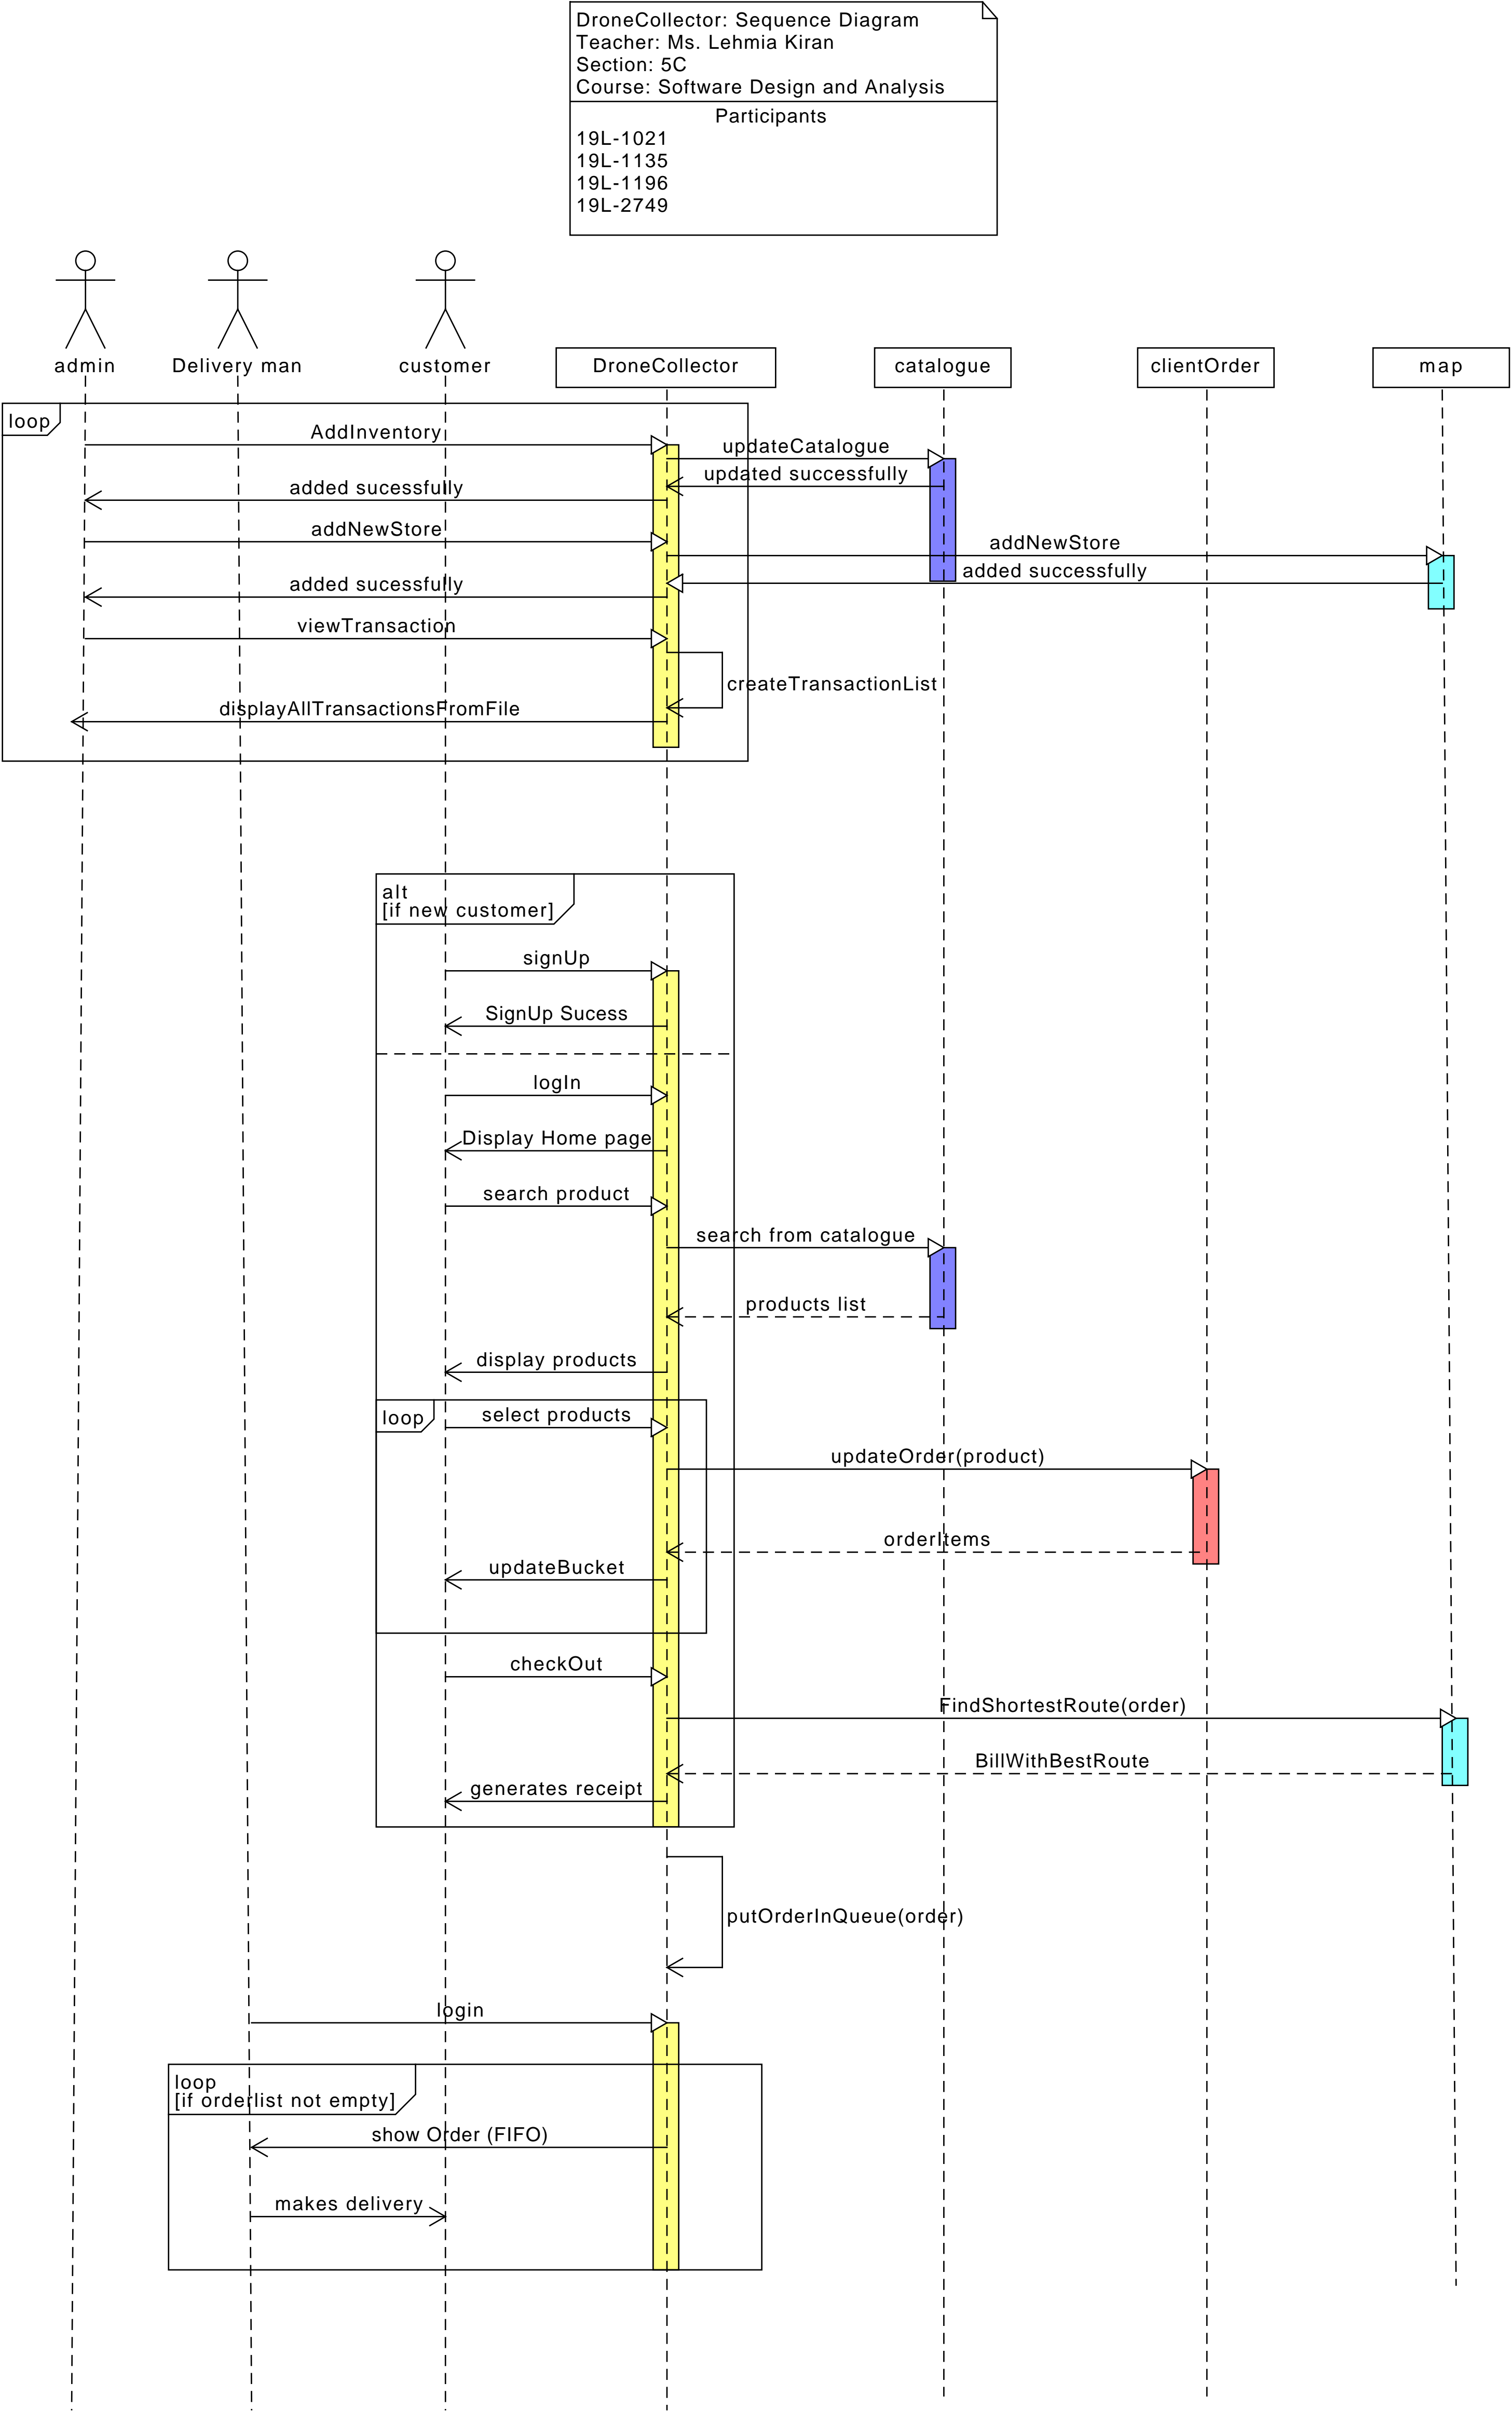 DroneCollector: Sequence Diagram
Teacher: Ms. Lehmia Kiran
Section: 5C
Course: Software Design and Analysis
Participants
19L-1021
19L-1135
19L-1196
19L-2749
admin
Delivery man
customer
DroneCollector
catalogue
clientOrder
map
loop
AddInventory
updateCatalogue
updated successfully
added sucessfully
addNewStore
addNewStore
added successfully
added sucessfully
viewTransaction
createTransactionList
displayAllTransactionsFromFile
alt
[if new customer]
signUp
SignUp Sucess
logIn
Display Home page
search product
search from catalogue
products list
display products
loop
select products
updateOrder(product)
orderItems
updateBucket
checkOut
FindShortestRoute(order)
BillWithBestRoute
generates receipt
putOrderInQueue(order)
login
loop
[if orderlist not empty]
show Order (FIFO)
makes delivery